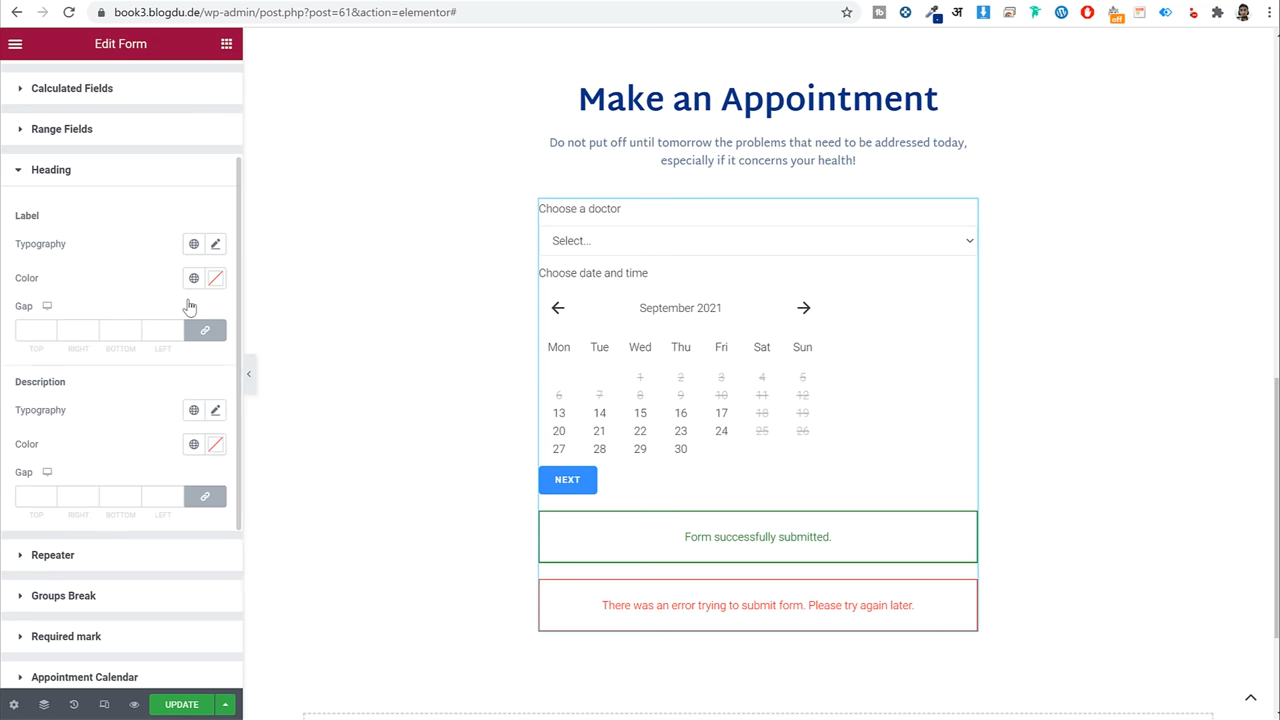 book3.blogdu.de/wp-admin/post.php?post=61&action=elementor#
अ
off
Edit Form
Calculated Fields
Range Fields
Heading
Label
Typography
Color
Gap
TOP RIGHT BOTTOM LEFT
Description
Typography
Color
Gap
TOP RIGHT BOTTOM LEFT
Repeater
Groups Break
Required mark
Appointment Calendar
UPDATE
Make an Appointment
Do not put off until tomorrow the problems that need to be addressed today,
especially if it concerns your health!
Choose a doctor
Select...
Choose date and time
September 2021
Mon Tue Wed Thu Fri Sat Sun
1 2 3 4 5
6 7 8 9 10 11 12
13 14 15 16 17 18 19
20 21 22 23 24 25 26
27 28 29 30
NEXT
Form successfully submitted.
There was an error trying to submit form. Please try again later.